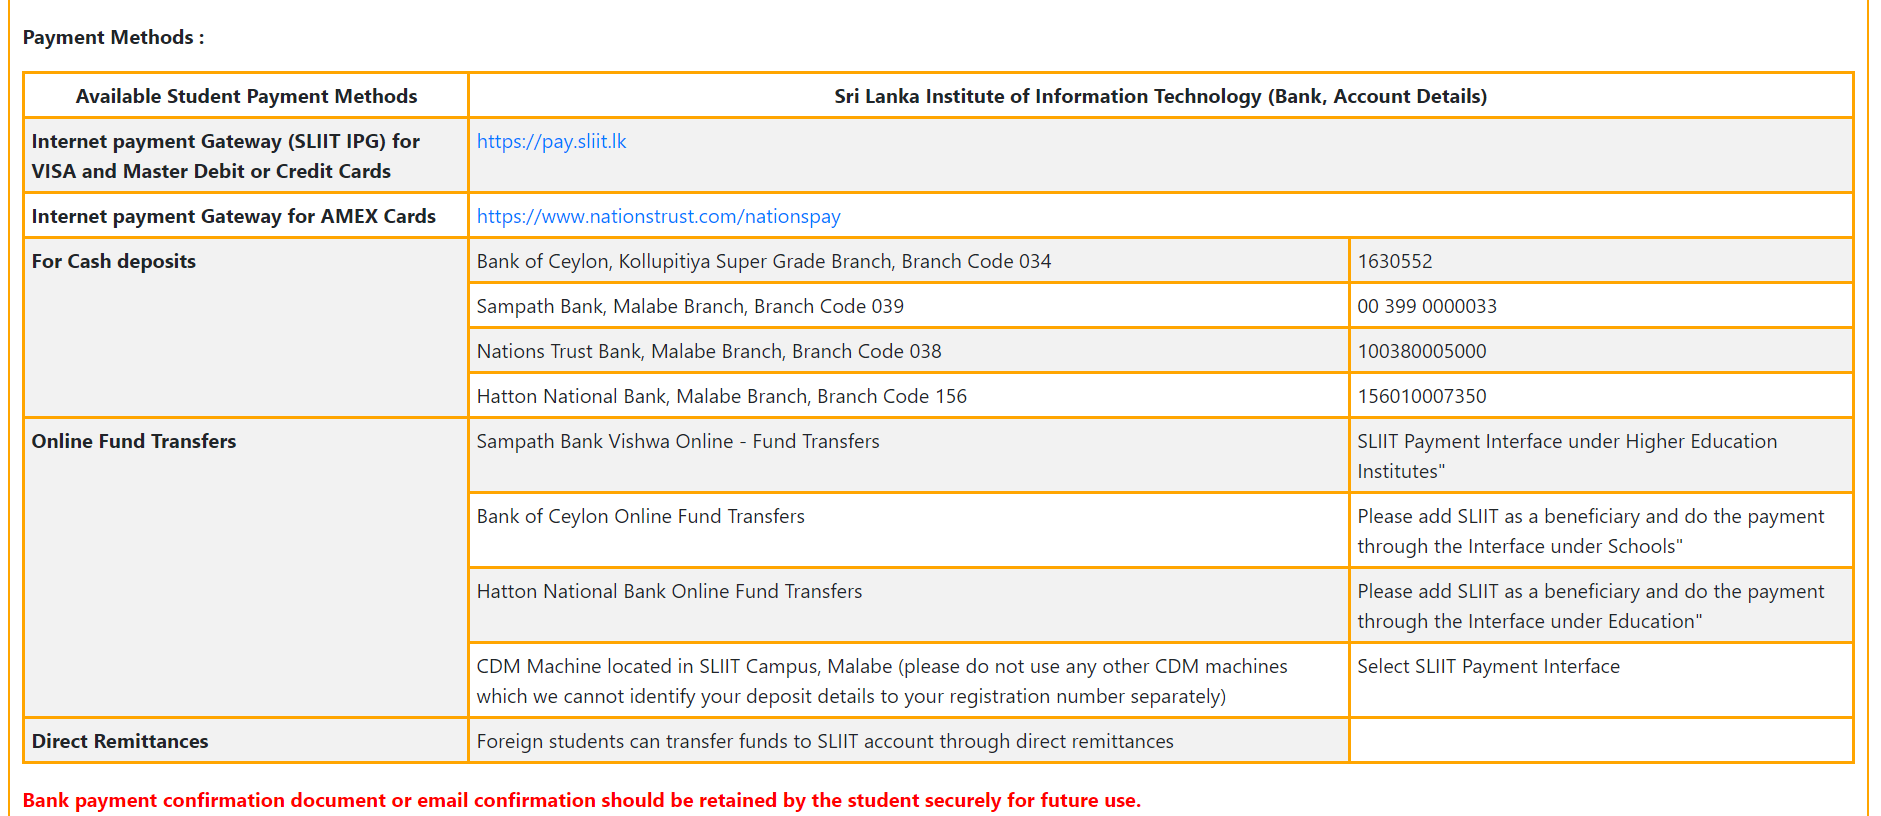 Payment Methods :
Available Student Payment Methods
Sri Lanka Institute of Information Technology (Bank, Account Details)
Internet payment Gateway (SLIIT IPG) for
VISA and Master Debit or Credit Cards
https://pay.sliit.lk
Internet payment Gateway for AMEX Cards
https://www.nationstrust.com/nationspay
For Cash deposits
Bank of Ceylon, Kollupitiya Super Grade Branch, Branch Code 034
1630552
Sampath Bank, Malabe Branch, Branch Code 039
00 399 0000033
Nations Trust Bank, Malabe Branch, Branch Code 038
100380005000
Hatton National Bank, Malabe Branch, Branch Code 156
156010007350
Online Fund Transfers
Sampath Bank Vishwa Online - Fund Transfers
SLIIT Payment Interface under Higher Education
Institutes"
Bank of Ceylon Online Fund Transfers
Please add SLIIT as a beneficiary and do the payment
through the Interface under Schools"
Hatton National Bank Online Fund Transfers
Please add SLIIT as a beneficiary and do the payment
through the Interface under Education"
CDM Machine located in SLIIT Campus, Malabe (please do not use any other CDM machines
which we cannot identify your deposit details to your registration number separately)
Select SLIIT Payment Interface
Direct Remittances
Foreign students can transfer funds to SLIIT account through direct remittances
Bank payment confirmation document or email confirmation should be retained by the student securely for future use.